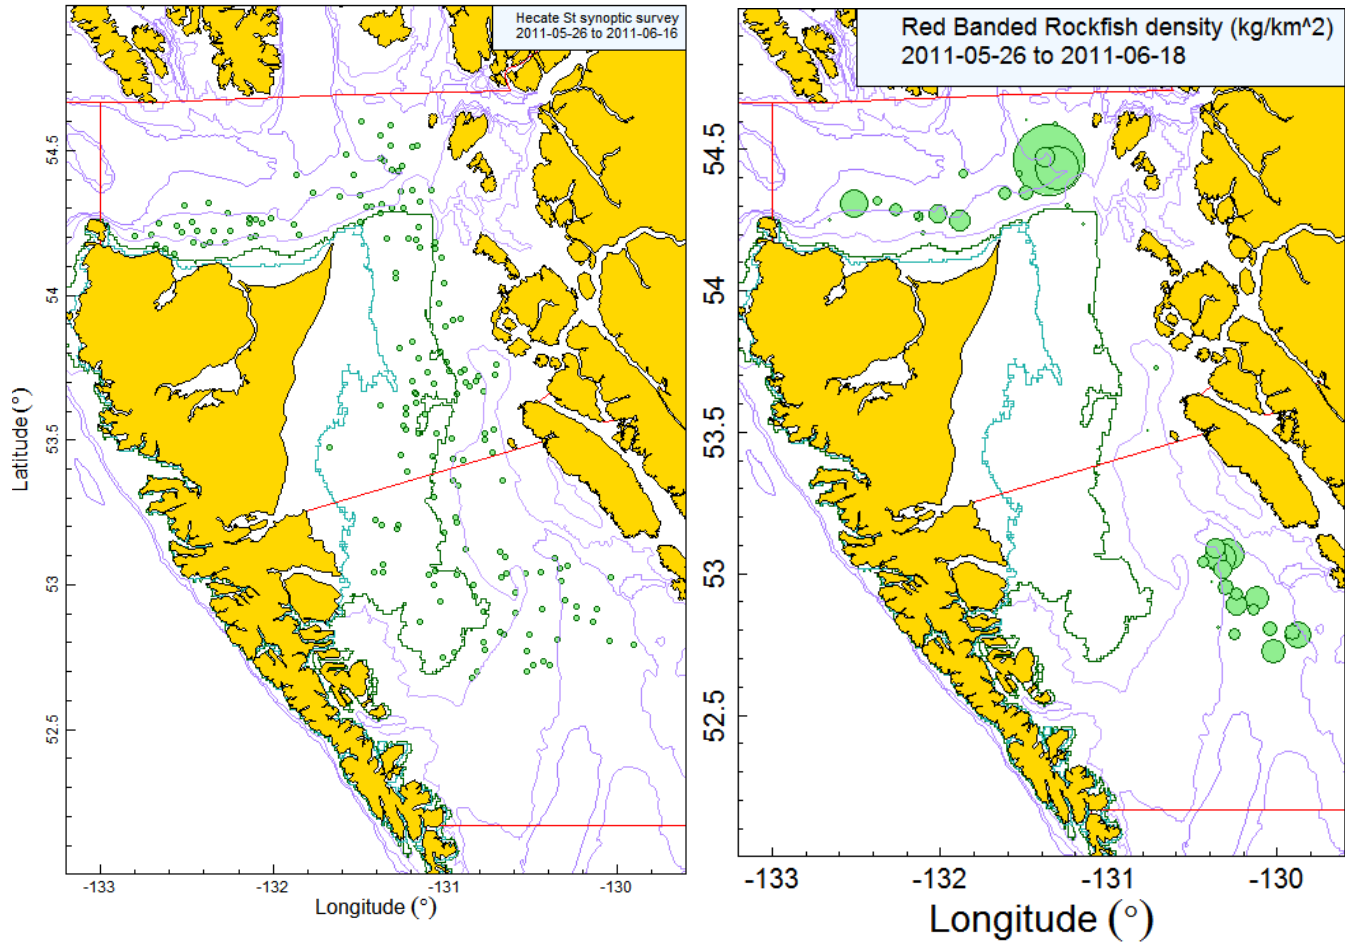 Hecate St synoptic survey
2011-05-26 to 2011-06-16
Latitude (°)
54.5
54
53.5
53
52.5
-133
-132
-131
-130
Longitude (°)
Red Banded Rockfish density (kg/km^2)
2011-05-26 to 2011-06-18
54.5
54
53.5
53
52.5
-133
-132
-131
-130
Longitude (°)